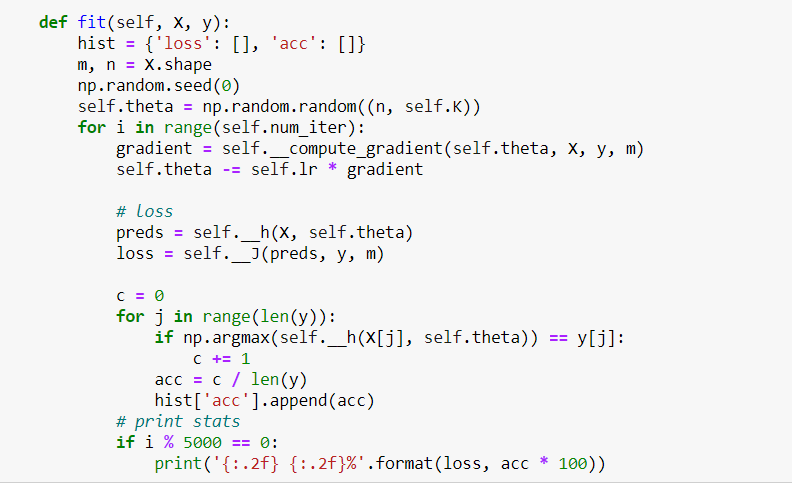 def fit(self, X, y):
    hist = {'loss': [], 'acc': []}
    m, n = X.shape
    np.random.seed(0)
    self.theta = np.random.random((n, self.K))
    for i in range(self.num_iter):
        gradient = self.__compute_gradient(self.theta, X, y, m)
        self.theta -= self.lr * gradient

        # loss
        preds = self.__h(X, self.theta)
        loss = self.__J(preds, y, m)

        c = 0
        for j in range(len(y)):
            if np.argmax(self.__h(X[j], self.theta)) == y[j]:
                c += 1
            acc = c / len(y)
            hist['acc'].append(acc)
        # print stats
        if i % 5000 == 0:
            print('{:.2f} {:.2f}%'.format(loss, acc * 100))